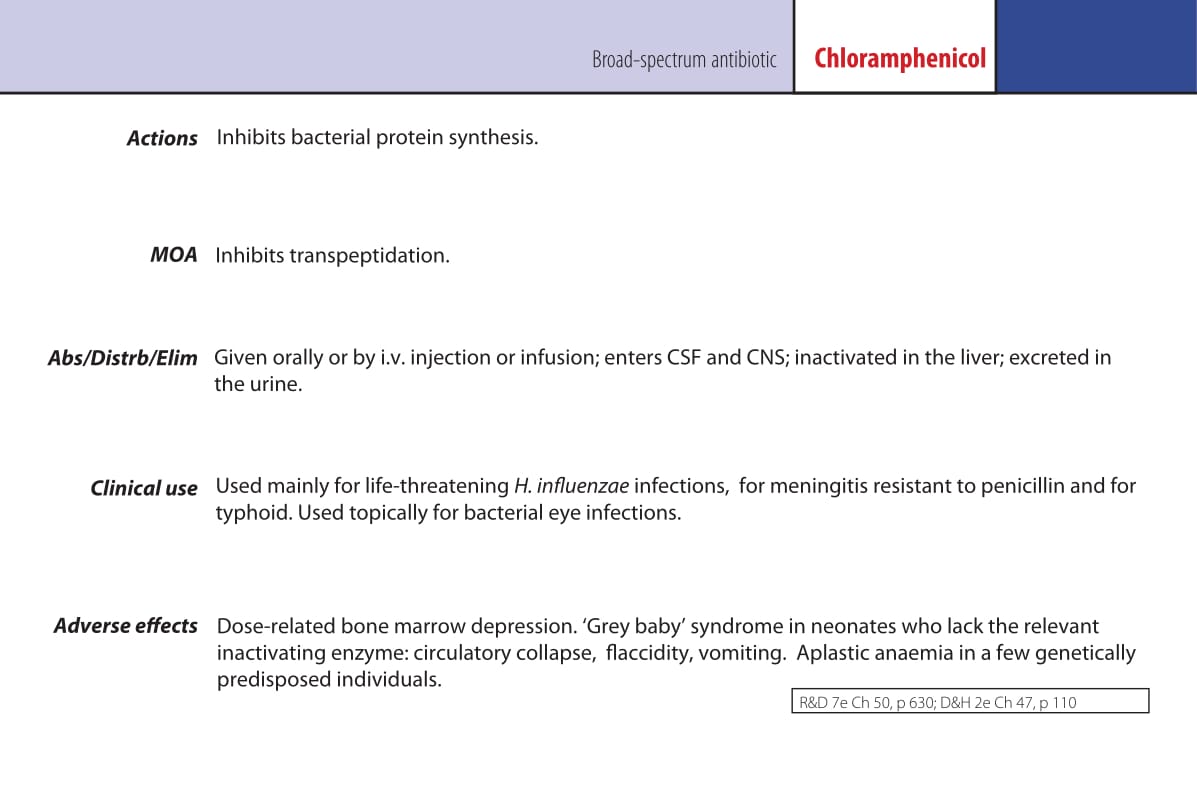 Broad-spectrum antibiotic
Chloramphenicol
Actions Inhibits bacterial protein synthesis.
MOA Inhibits transpeptidation.
Abs/Distrb/Elim Given orally or by i.v. injection or infusion; enters CSF and CNS; inactivated in the liver; excreted in
the urine.
Clinical use Used mainly for life-threatening H. influenzae infections, for meningitis resistant to penicillin and for
typhoid. Used topically for bacterial eye infections.
Adverse effects Dose-related bone marrow depression. ‘Grey baby’ syndrome in neonates who lack the relevant
inactivating enzyme: circulatory collapse, flaccidity, vomiting. Aplastic anaemia in a few genetically
predisposed individuals.
R&D 7e Ch 50, p 630; D&H 2e Ch 47, p 110